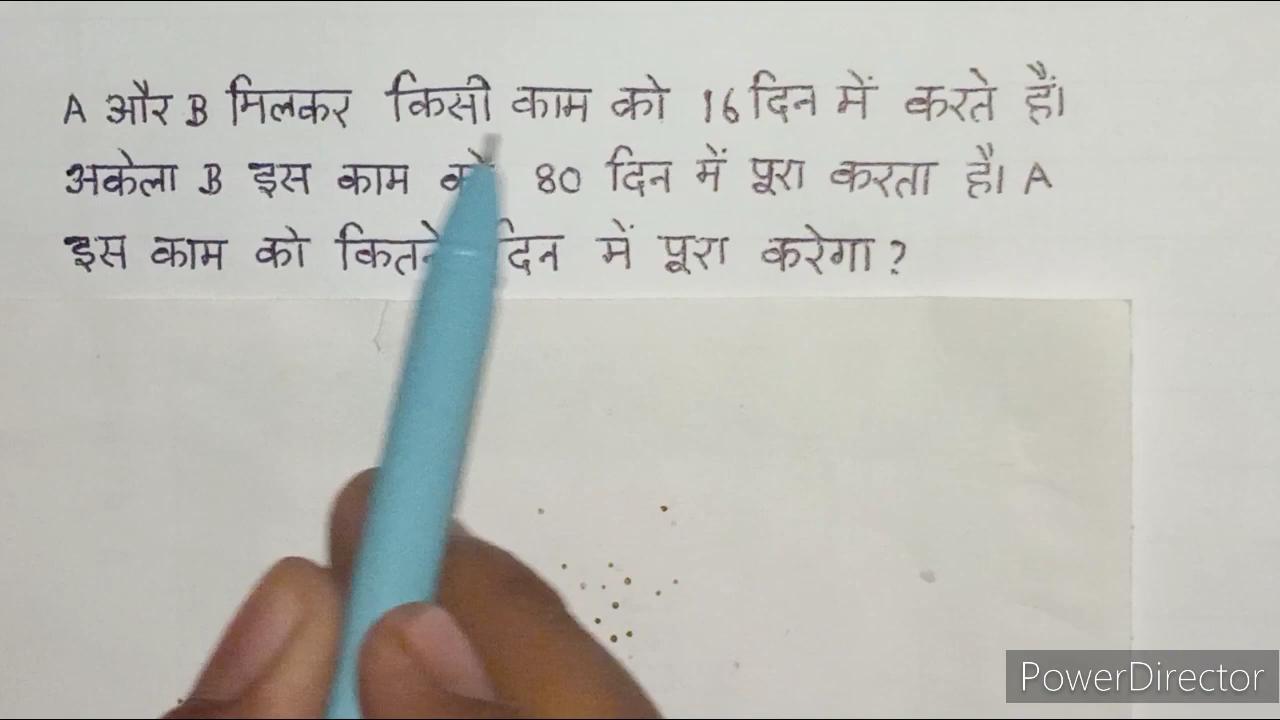 A और B मिलकर किसी काम को 16 दिन में करते हैं।
अकेला B इस काम को 80 दिन में पूरा करता है। A
इस काम को कितने दिन में पूरा करेगा?
PowerDirector